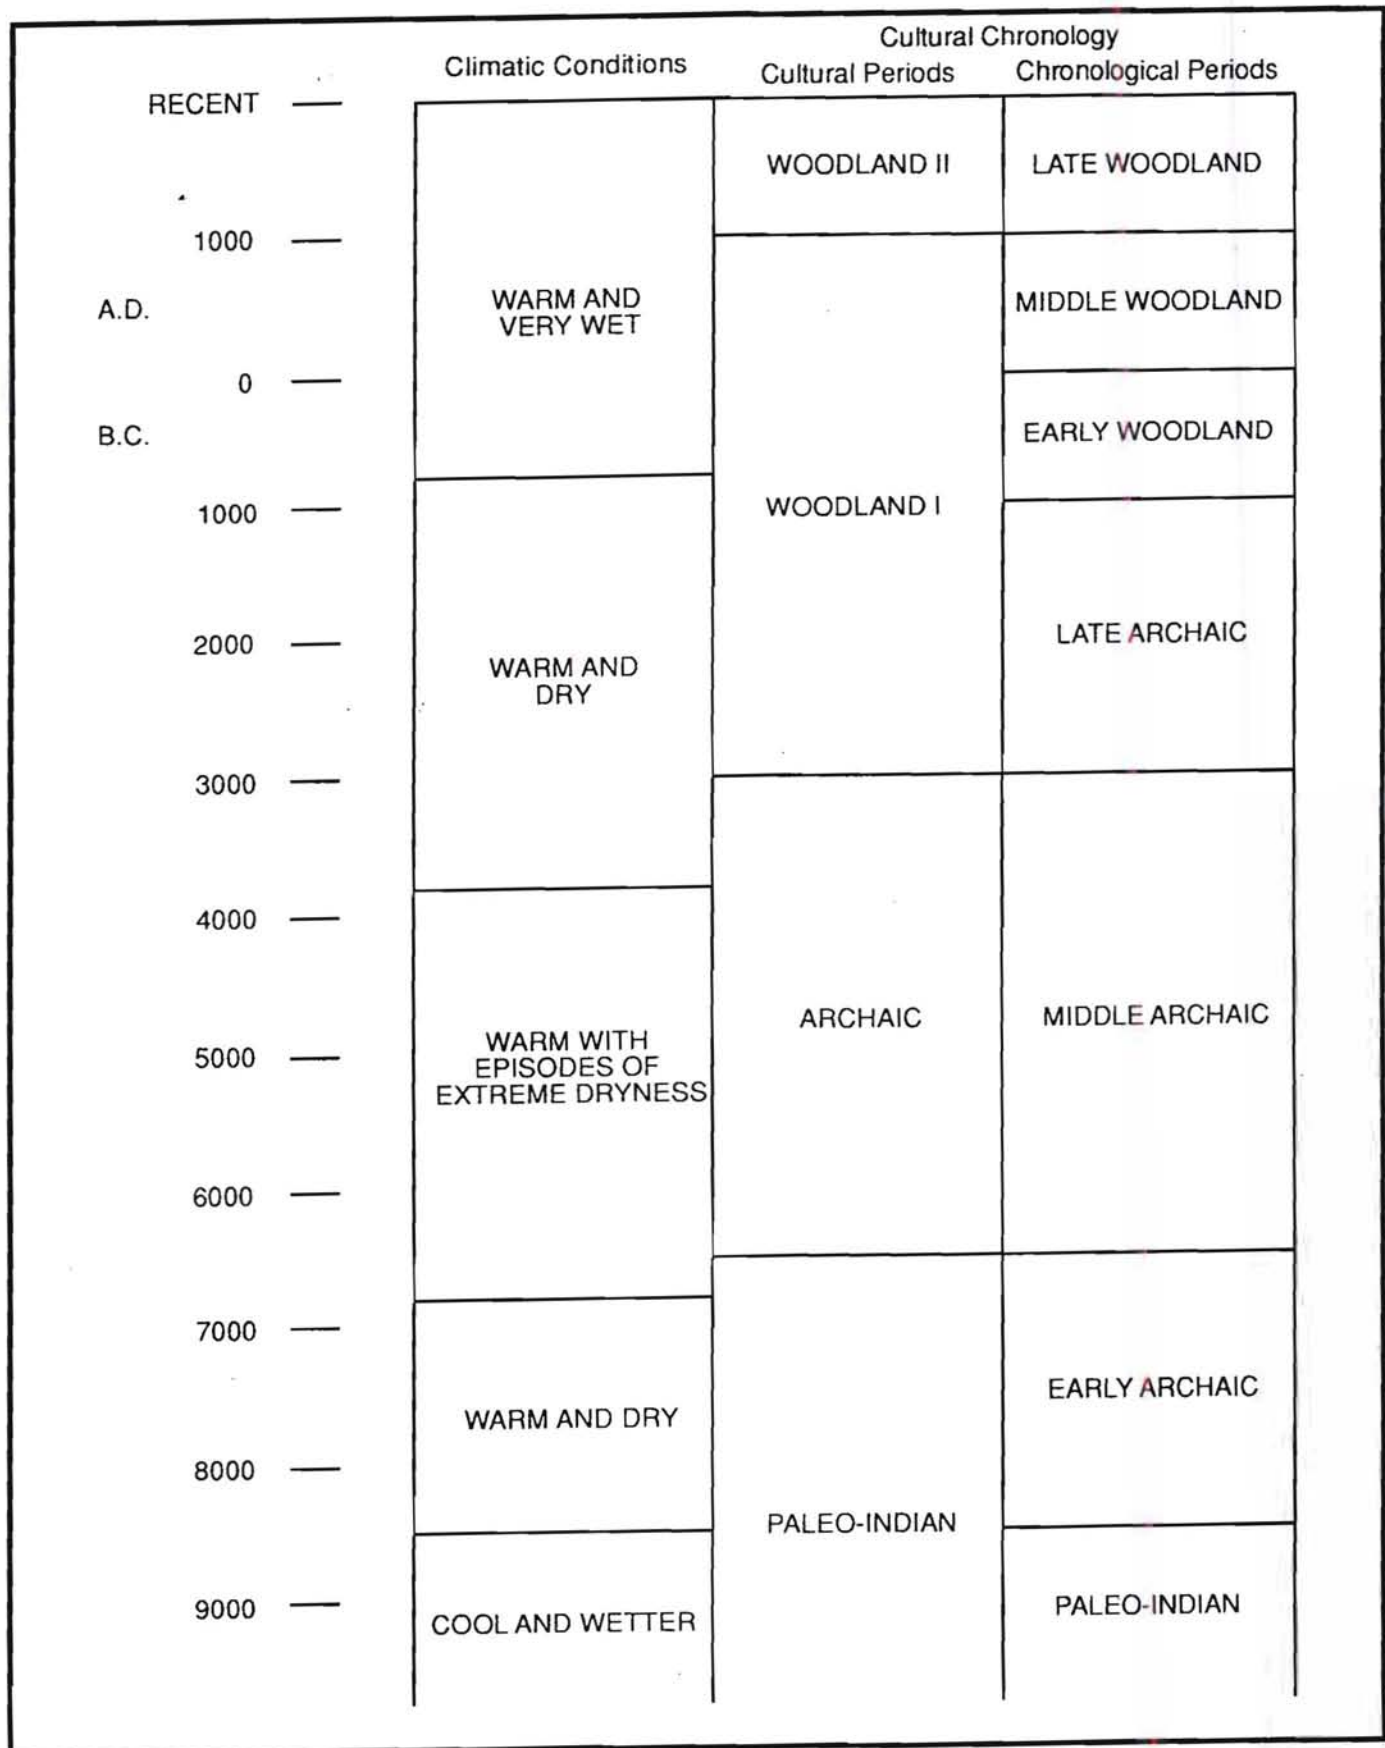 Cultural Chronology
Climatic Conditions
Cultural Periods
Chronological Periods
RECENT
WOODLAND II
LATE WOODLAND
1000
A.D.
WARM AND
VERY WET
MIDDLE WOODLAND
0
B.C.
EARLY WOODLAND
1000
WOODLAND I
2000
WARM AND
DRY
LATE ARCHAIC
3000
4000
ARCHAIC
MIDDLE ARCHAIC
5000
WARM WITH
EPISODES OF
EXTREME DRYNESS
6000
7000
EARLY ARCHAIC
WARM AND DRY
8000
PALEO-INDIAN
9000
COOL AND WETTER
PALEO-INDIAN